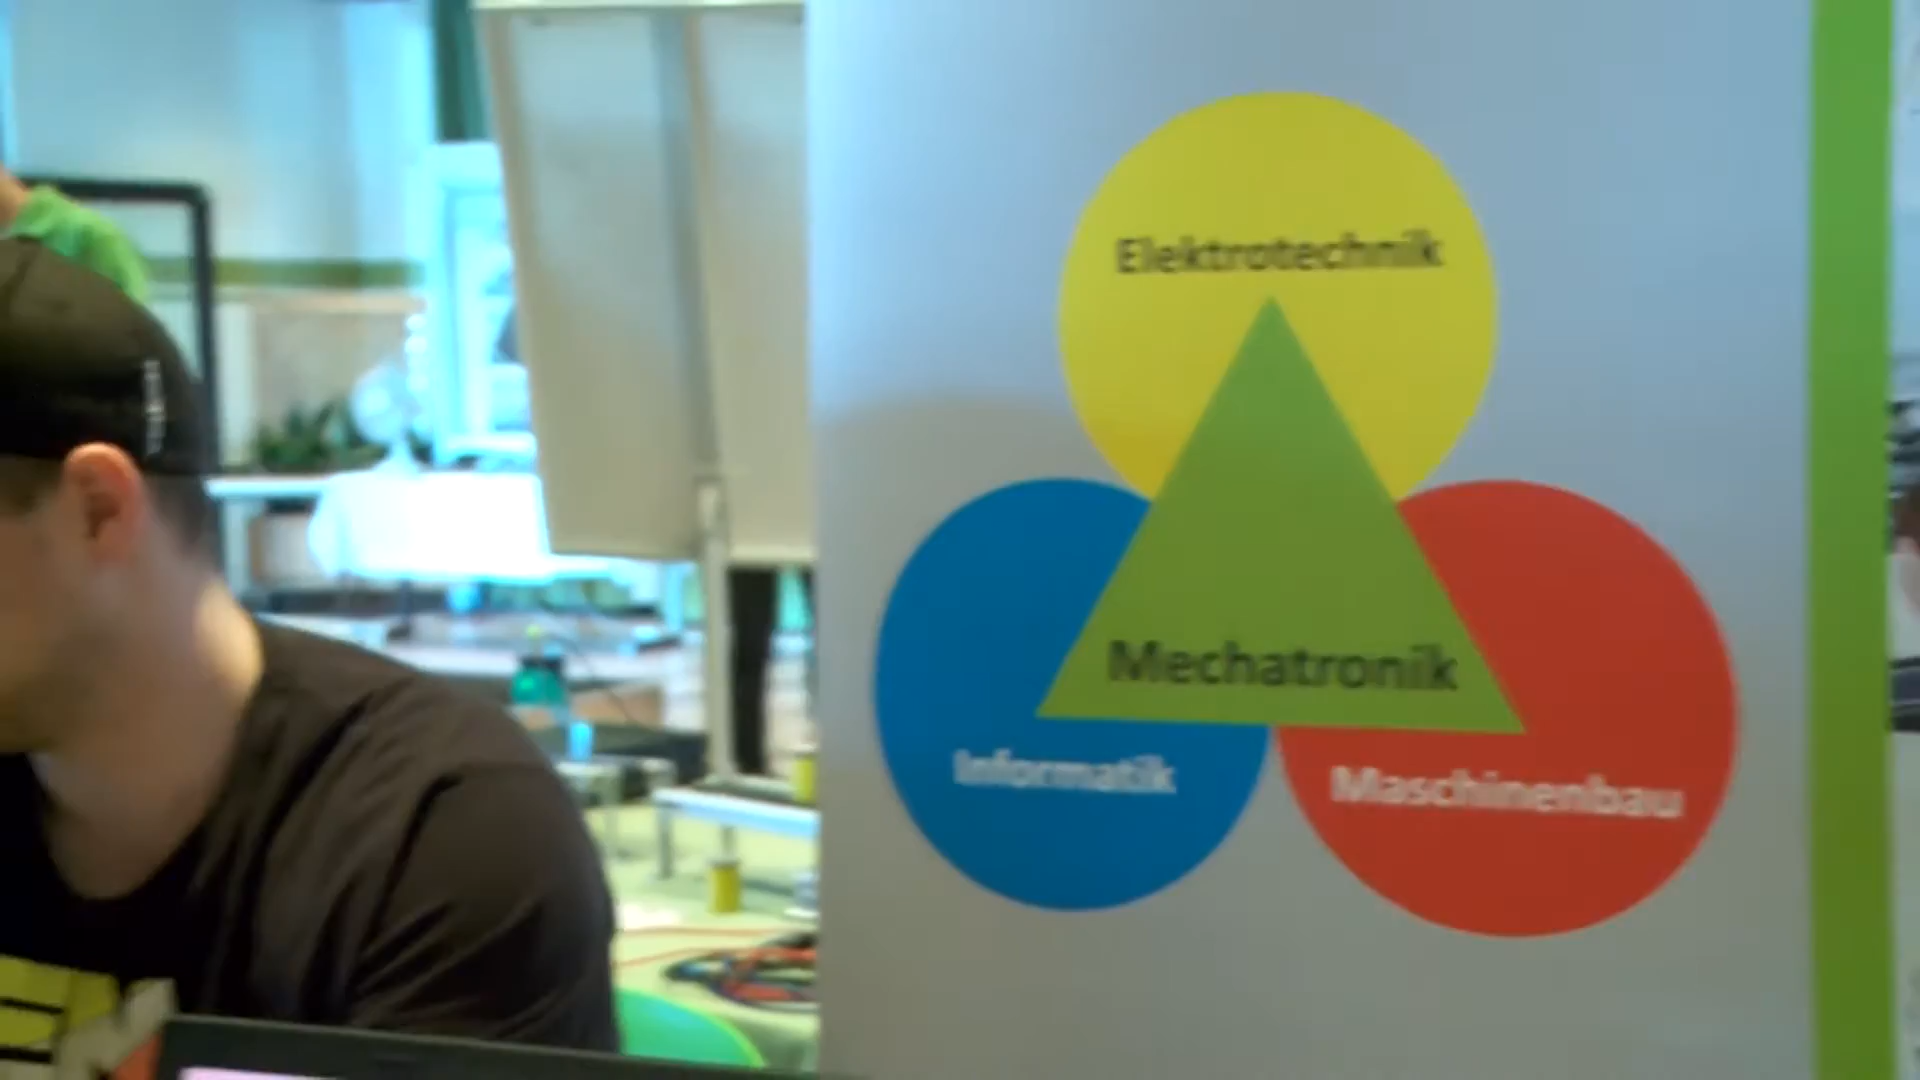 Elektrotechnik
Mechatronik
Informatik
Maschinenbau